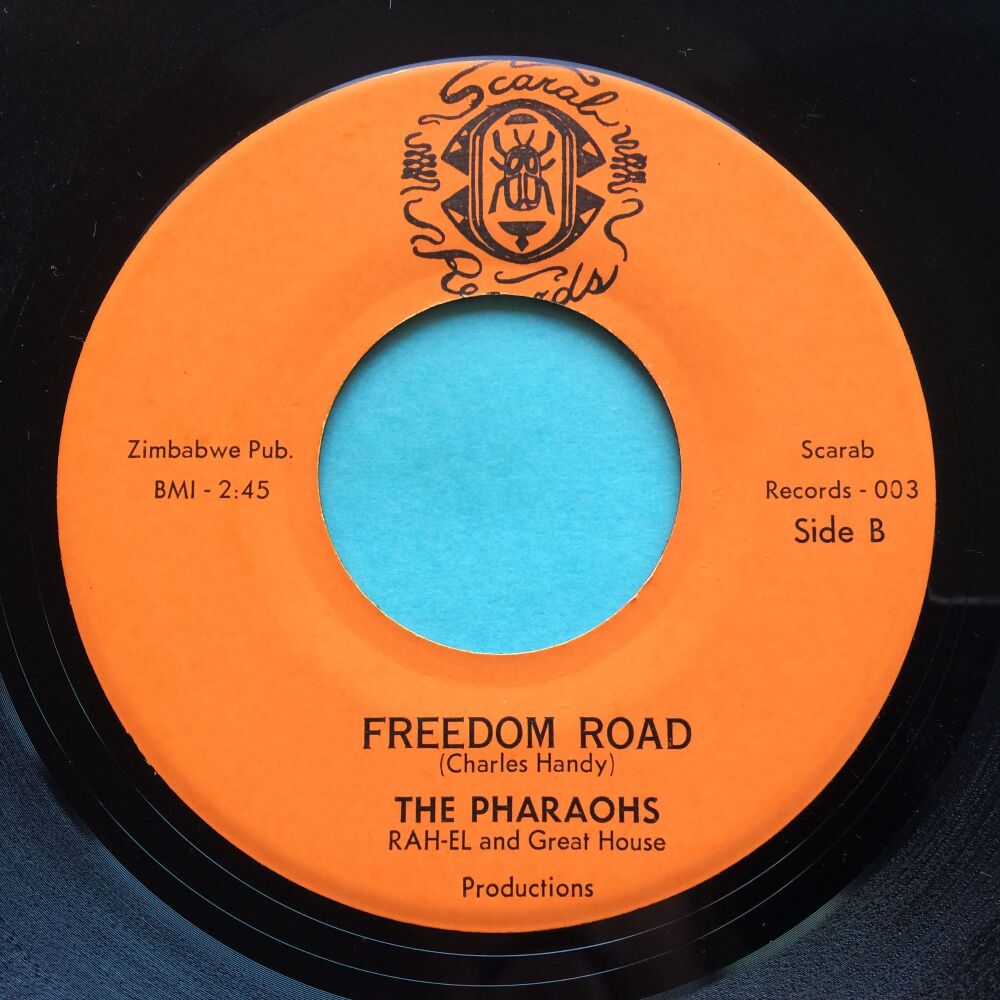 Scarab
Records
Zimbabwe Pub.
BMI - 2:45
Scarab
Records - 003
Side B
FREEDOM ROAD
(Charles Handy)
THE PHARAOHS
RAH-EL and Great House
Productions